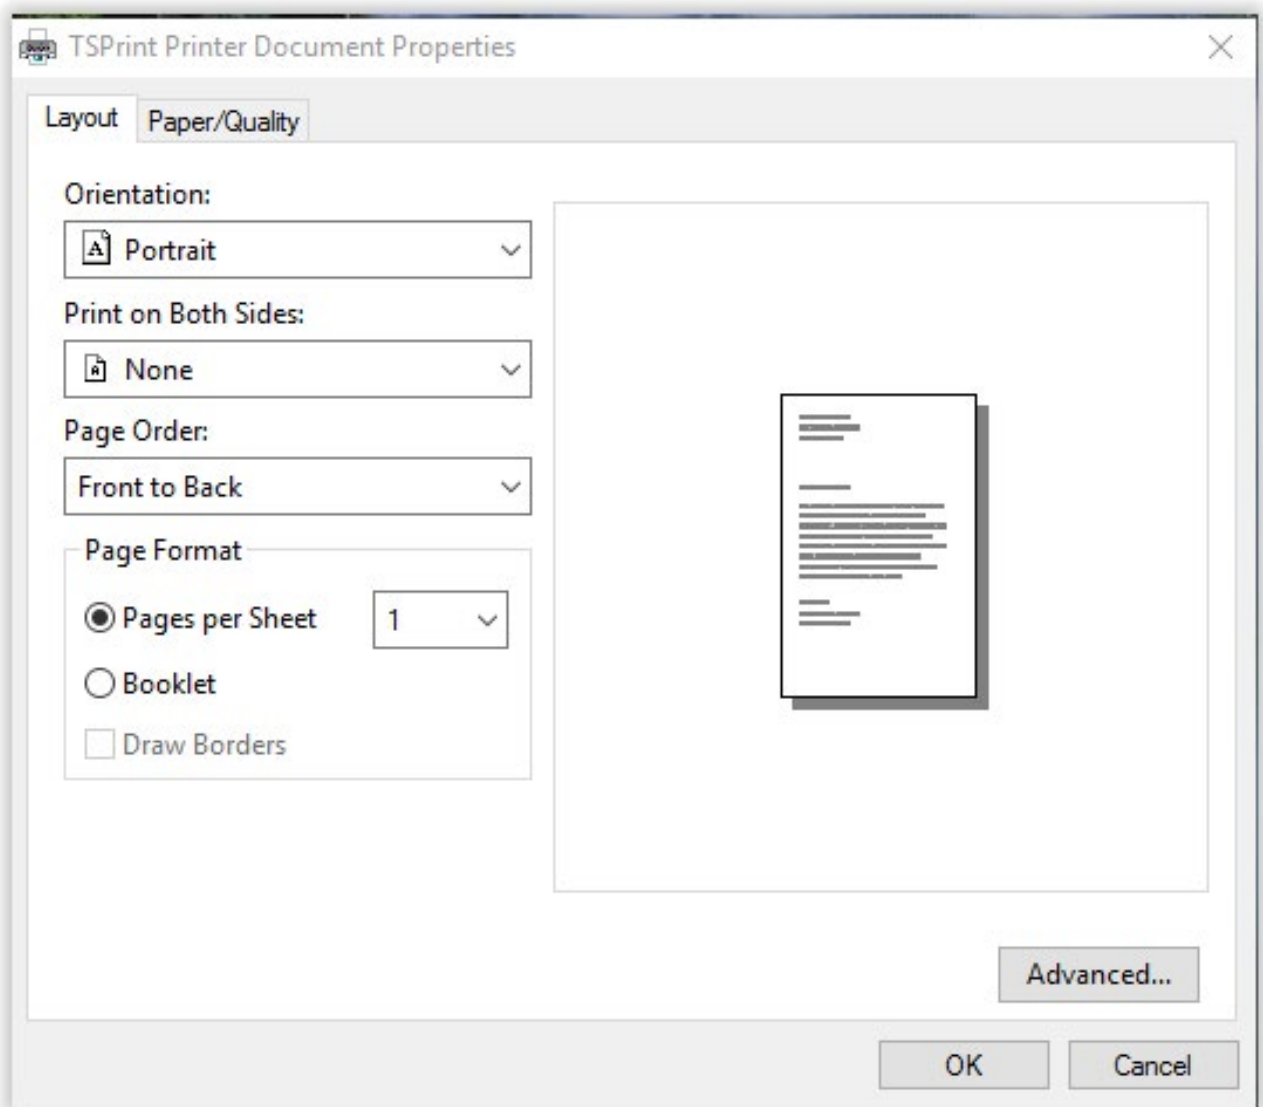 TSPrint Printer Document Properties
Layout
Paper/Quality
Orientation:
A Portrait
Print on Both Sides:
A None
Page Order:
Front to Back
Page Format
Pages per Sheet 1
Booklet
Draw Borders
Advanced...
OK
Cancel